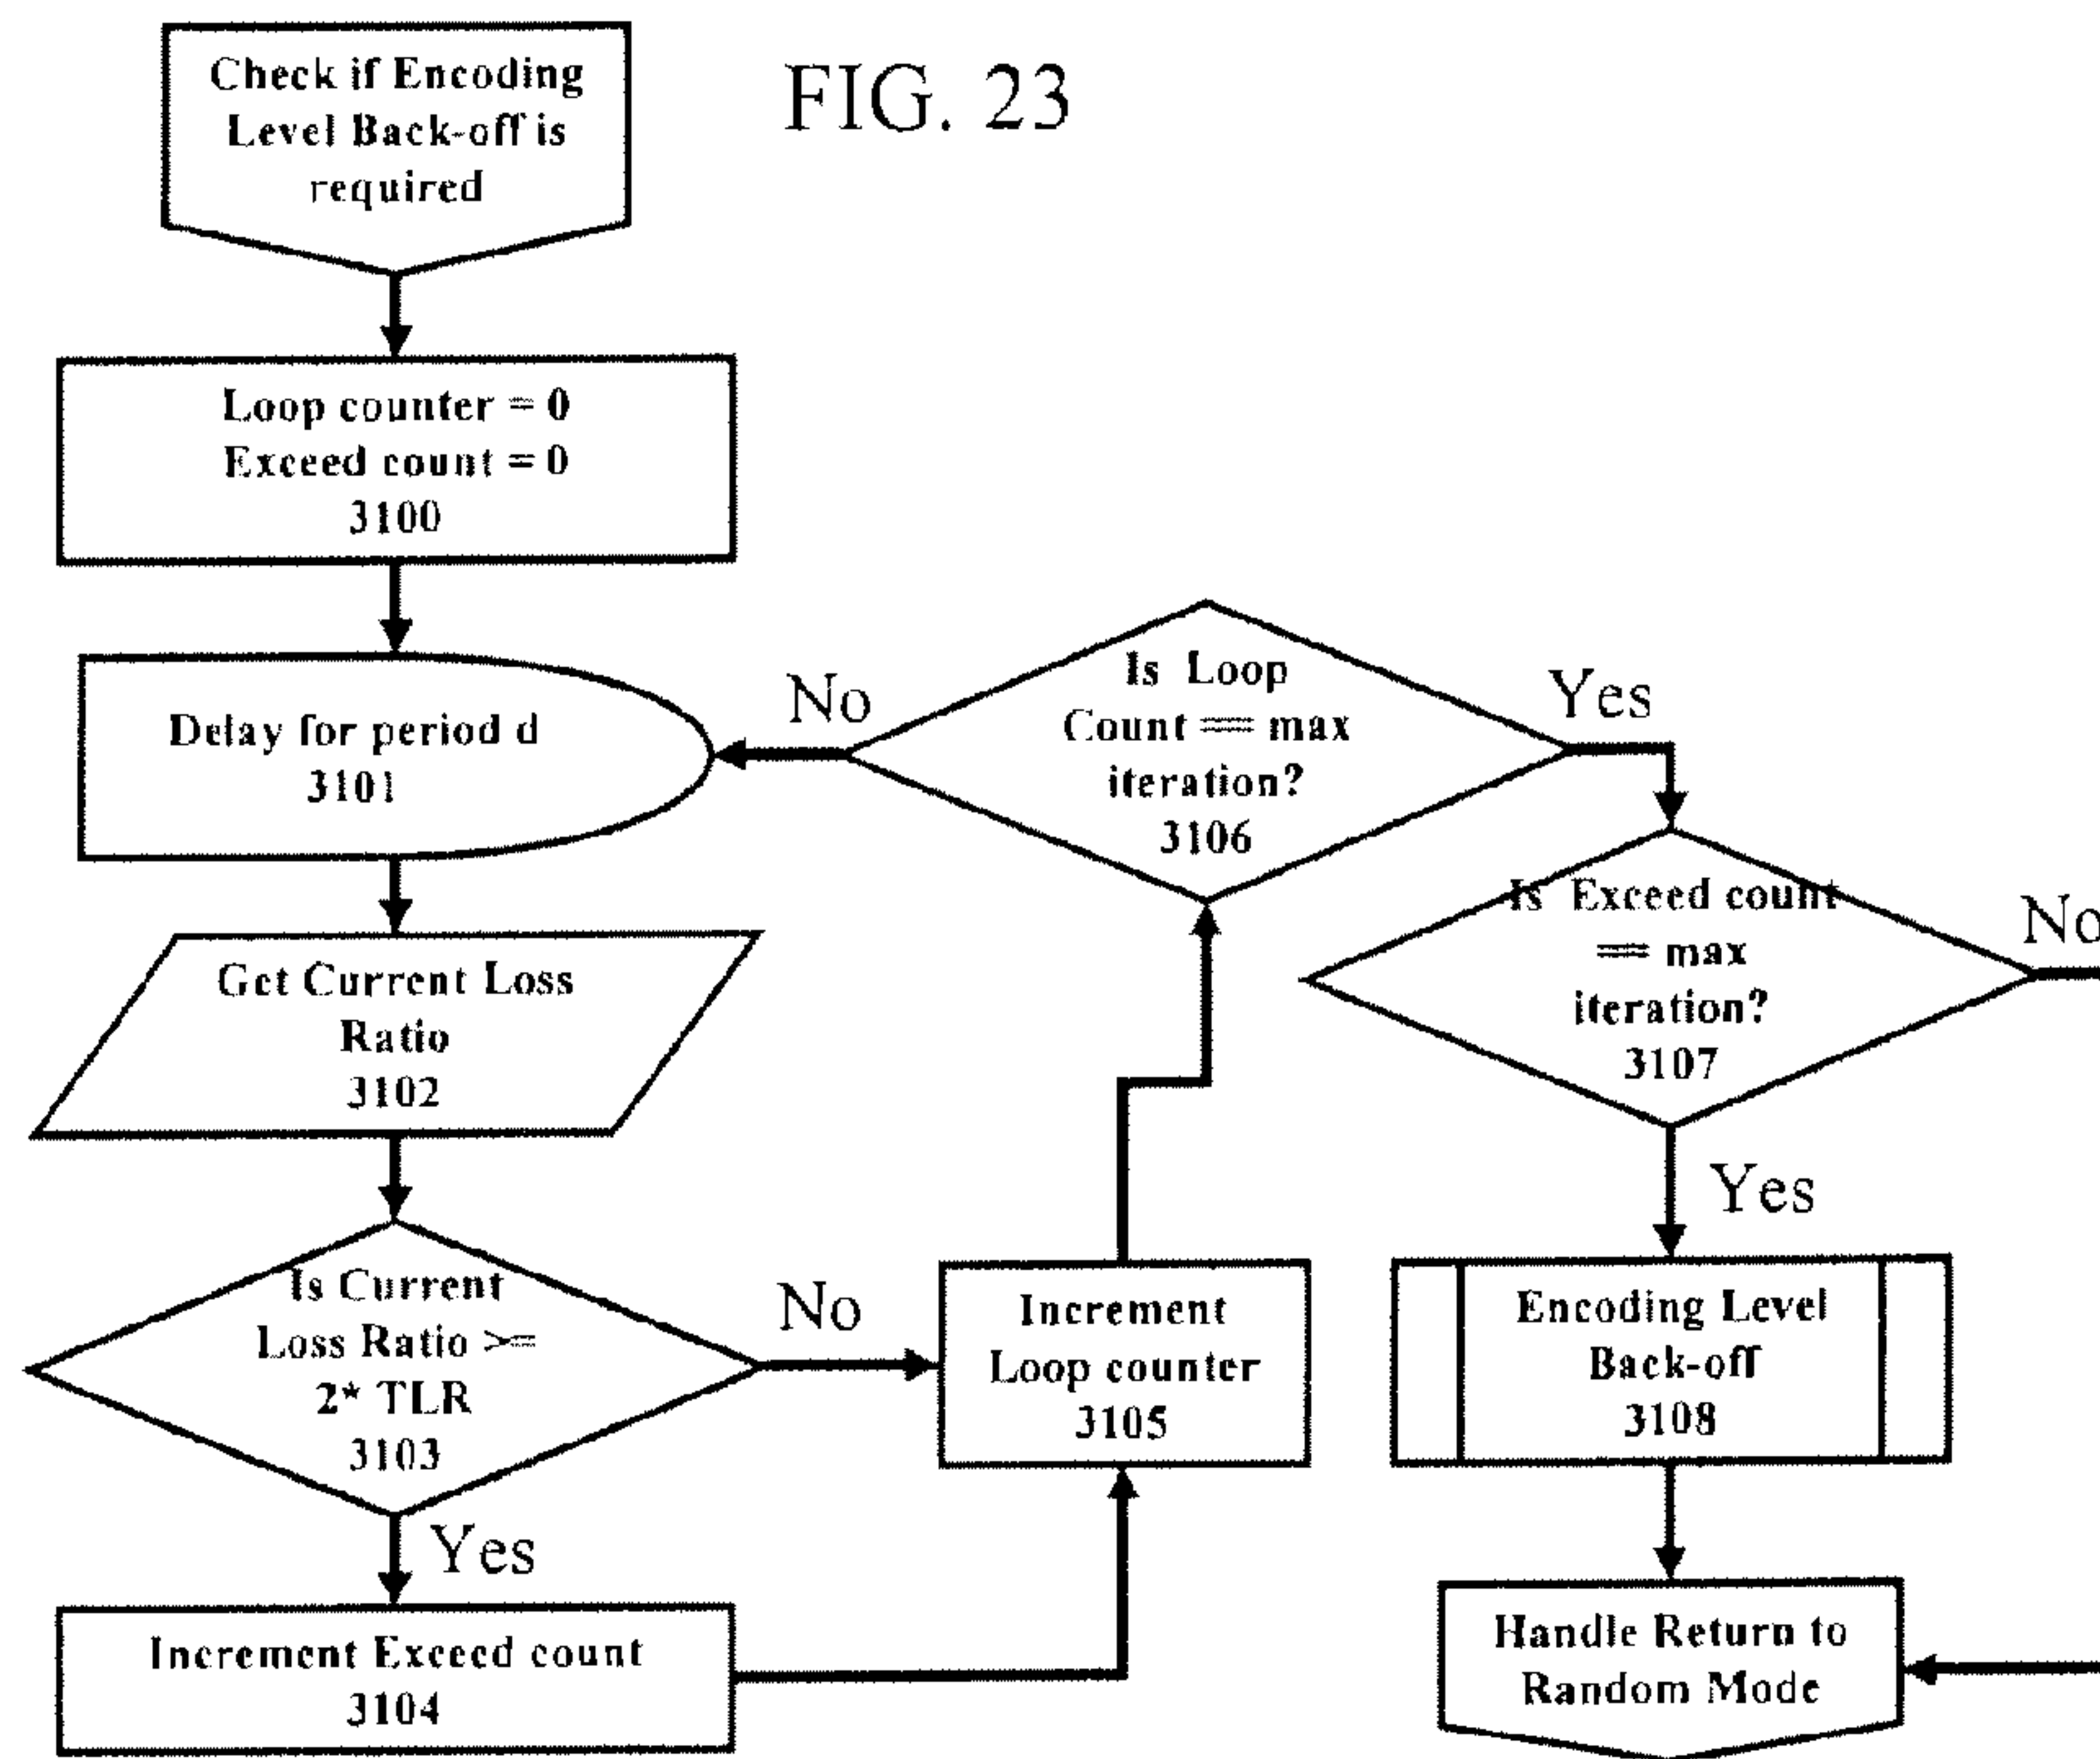 Check if Encoding
Level Back-off is
required
FIG. 23
Loop counter = 0
Exceed count = 0
3100
Delay for period d
3101
No
Is Loop
Count == max
iteration?
3106
Yes
Get Current Loss
Ratio
3102
Is Exceed count
== max
iteration?
3107
No
Yes
Is Current
Loss Ratio >=
2* TLR
3103
No
Increment
Loop counter
3105
Encoding Level
Back-off
3108
Yes
Increment Exceed count
3104
Handle Return to
Random Mode